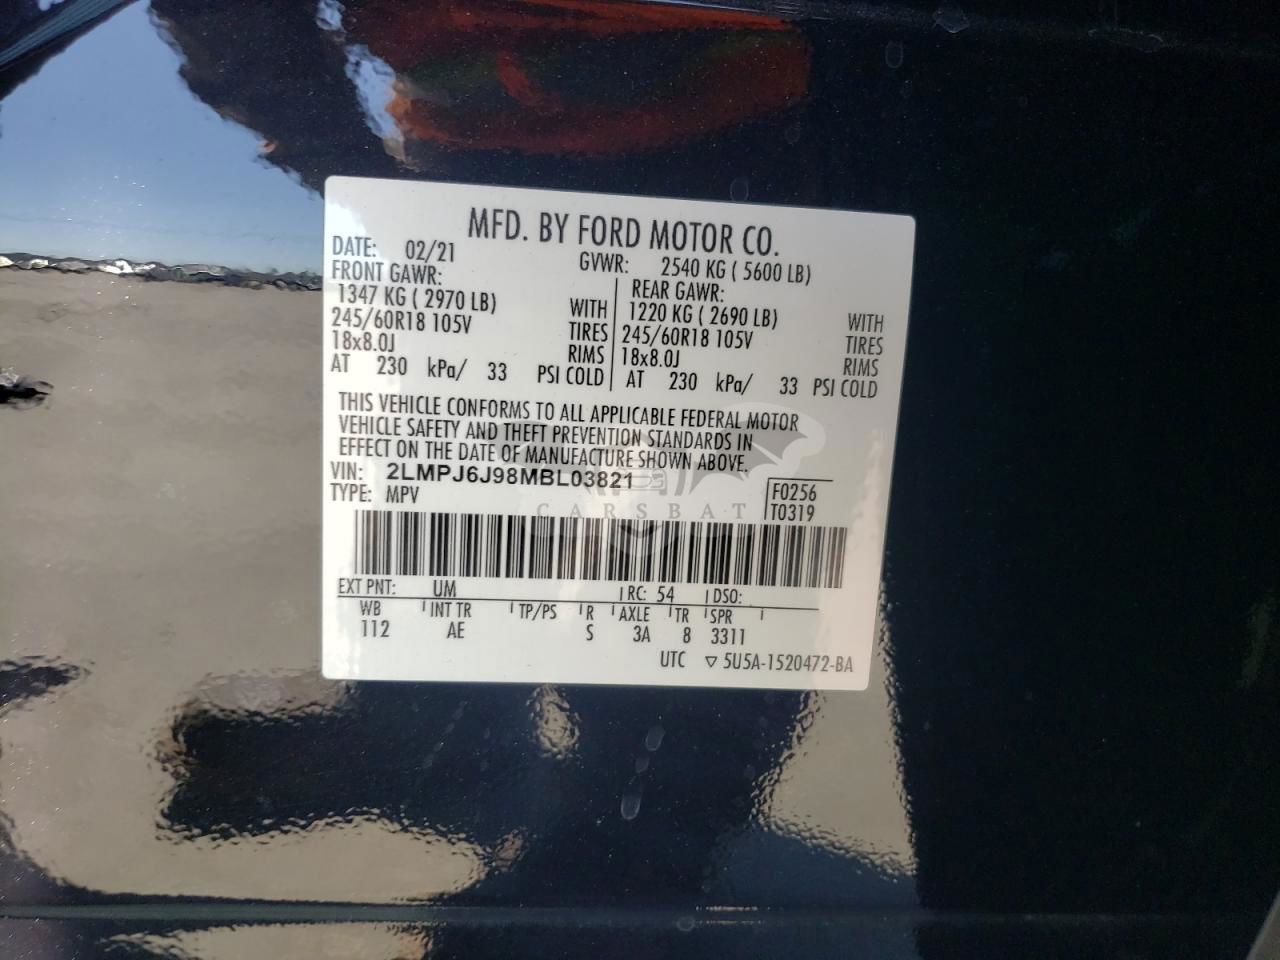 MFD. BY FORD MOTOR CO.
DATE: 02/21 GVWR: 2540 KG ( 5600 LB)
FRONT GAWR: REAR GAWR:
1347 KG ( 2970 LB) WITH 1220 KG ( 2690 LB) WITH
245/60R18 105V TIRES 245/60R18 105V TIRES
18x8.0J RIMS 18x8.0J RIMS
AT 230 kPa/ 33 PSI COLD AT 230 kPa/ 33 PSI COLD
THIS VEHICLE CONFORMS TO ALL APPLICABLE FEDERAL MOTOR
VEHICLE SAFETY AND THEFT PREVENTION STANDARDS IN
EFFECT ON THE DATE OF MANUFACTURE SHOWN ABOVE.
VIN: 2LMPJ6J98MBL03821
TYPE: MPV F0256
T0319
CARSBAT
EXT PNT: UM RC: 54 DSO:
WB INT TR TP/PS R AXLE TR SPR
112 AE S 3A 8 3311
UTC ▽ 5U5A-1520472-BA